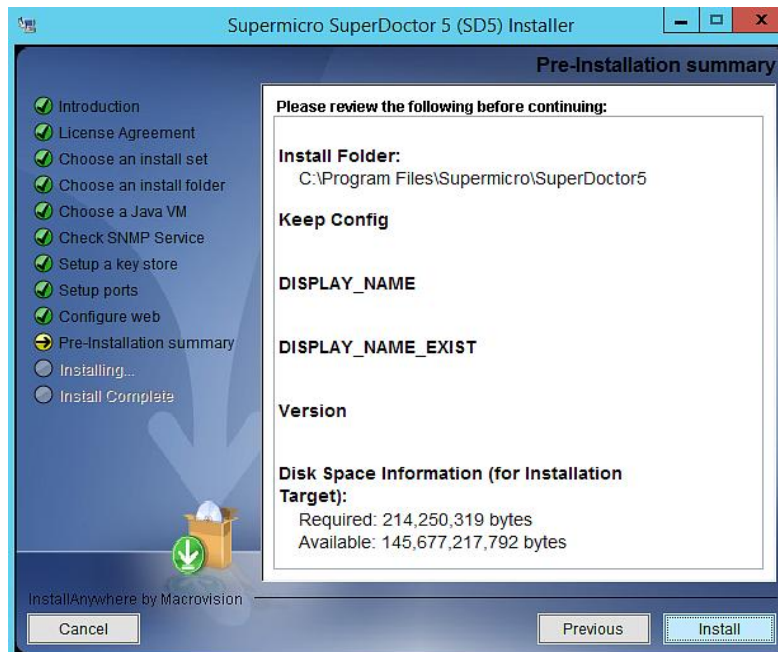 Supermicro SuperDoctor 5 (SD5) Installer
Pre-Installation summary
Introduction
License Agreement
Choose an install set
Choose an install folder
Choose a Java VM
Check SNMP Service
Setup a key store
Setup ports
Configure web
Pre-Installation summary
Installing...
Install Complete
Please review the following before continuing:
Install Folder:
C:\Program Files\Supermicro\SuperDoctor5
Keep Config
DISPLAY_NAME
DISPLAY_NAME_EXIST
Version
Disk Space Information (for Installation
Target):
Required: 214,250,319 bytes
Available: 145,677,217,792 bytes
InstallAnywhere by Macrovision
Cancel
Previous
Install